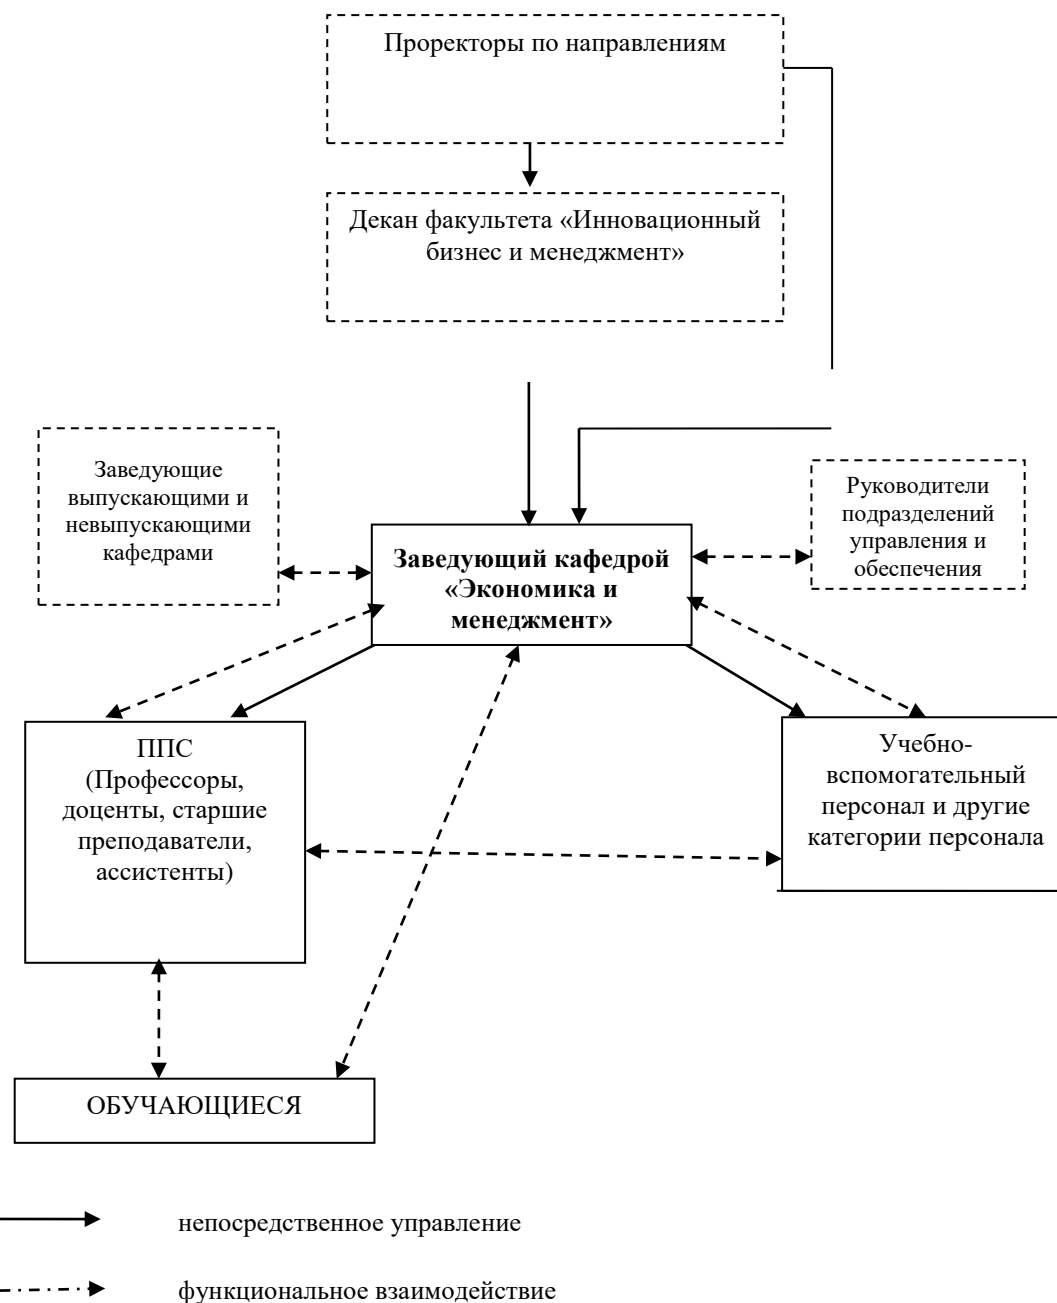 Проректоры по направлениям
Декан факультета «Инновационный
бизнес и менеджмент»
Заведующие
выпускающими и
невыпускающими
кафедрами
Руководители
подразделений
управления и
обеспечения
Заведующий кафедрой
«Экономика и
менеджмент»
ППС
(Профессоры,
доценты, старшие
преподаватели,
ассистенты)
Учебно-
вспомогательный
персонал и другие
категории персонала
ОБУЧАЮЩИЕСЯ
непосредственное управление
функциональное взаимодействие